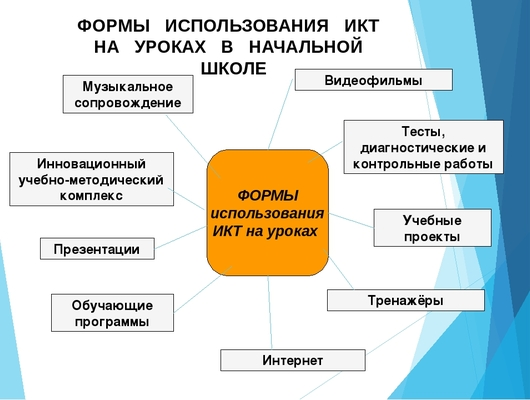 ФОРМЫ ИСПОЛЬЗОВАНИЯ ИКТ
НА УРОКАХ В НАЧАЛЬНОЙ
ШКОЛЕ
Музыкальное
сопровождение
Видеофильмы
Тесты,
диагностические и
контрольные работы
Инновационный
учебно-методический
комплекс
ФОРМЫ
использования
ИКТ на уроках
Учебные
проекты
Презентации
Тренажёры
Обучающие
программы
Интернет